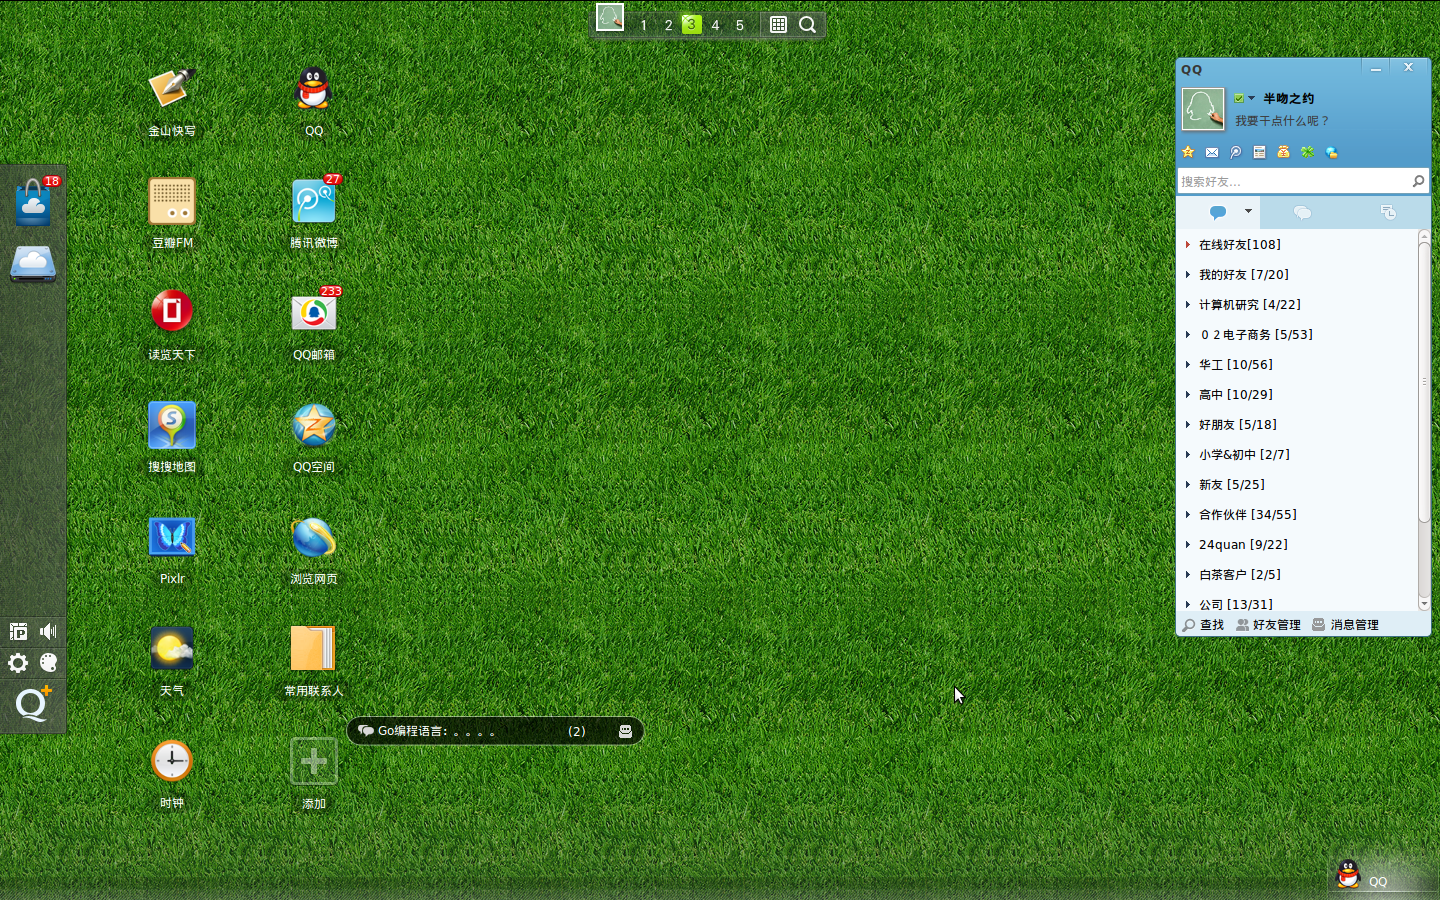 1 2 3 4 5
金山快写
QQ
18
豆瓣FM
27
腾讯微博
读览天下
233
QQ邮箱
搜搜地图
QQ空间
Pixlr
浏览网页
天气
常用联系人
Go编程语言：。。。。 (2)
时钟
添加
QQ
半吻之约
我要干点什么呢？
搜索好友...
在线好友[108]
我的好友 [7/20]
计算机研究 [4/22]
０２电子商务 [5/53]
华工 [10/56]
高中 [10/29]
好朋友 [5/18]
小学&初中 [2/7]
新友 [5/25]
合作伙伴 [34/55]
24quan [9/22]
白茶客户 [2/5]
公司 [13/31]
查找 好友管理 消息管理
QQ